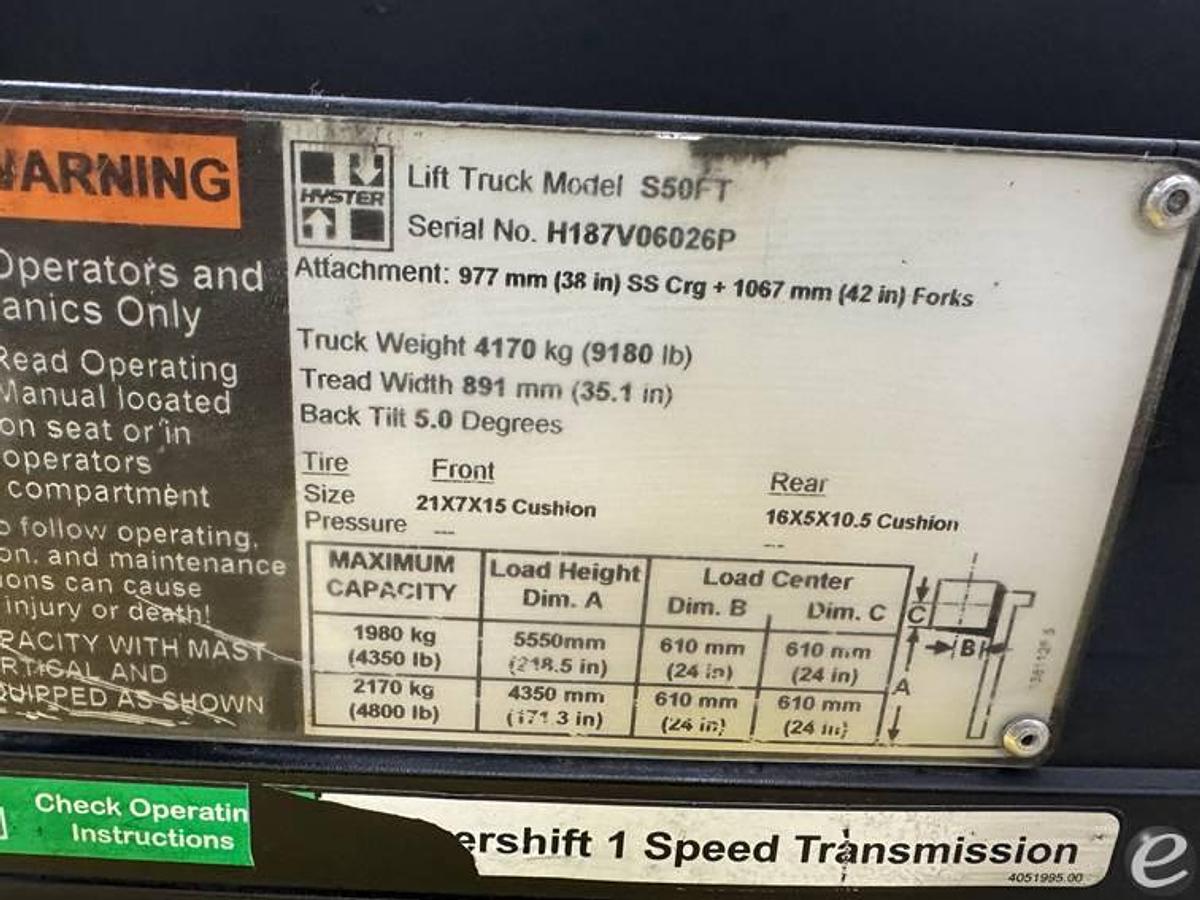 WARNING
Operators and
anics Only
Read Operating
Manual located
on seat or in
operators
compartment
o follow operating,
on. and maintenance
ions can cause
injury or death!
PACITY WITH MAST
RTICAL AND
QUIPPED AS SHOWN
HYSTER
Lift Truck Model S50FT
Serial No. H187V06026P
Attachment: 977 mm (38 in) SS Crg + 1067 mm (42 in) Forks
Truck Weight 4170 kg (9180 lb)
Tread Width 891 mm (35.1 in)
Back Tilt 5.0 Degrees
Tire Front Rear
Size 21X7X15 Cushion 16X5X10.5 Cushion
Pressure --- --
MAXIMUM CAPACITY Load Height Dim. A Load Center Dim. B Dim. C
1980 kg 5550mm 610 mm 610 mm
(4350 lb) (218.5 in) (24 in) (24 in)
2170 kg 4350 mm 610 mm 610 mm
(4800 lb) (171.3 in) (24 in) (24 in)
C
B
A
Check Operatin
Instructions
ershift 1 Speed Transmission
4051995.00
e